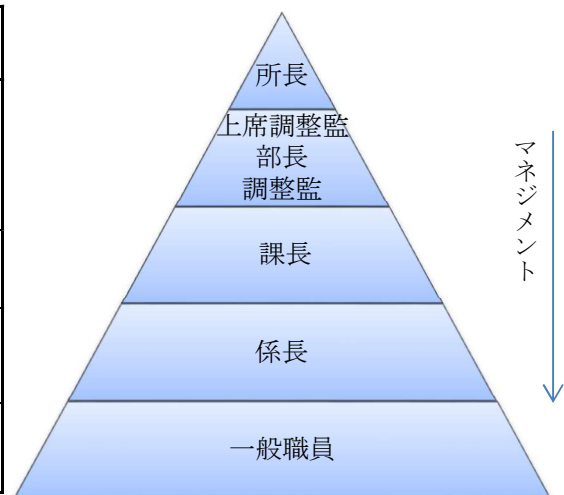 所長
上席調整監
部長
調整監
課長
係長
一般職員
マネジメント